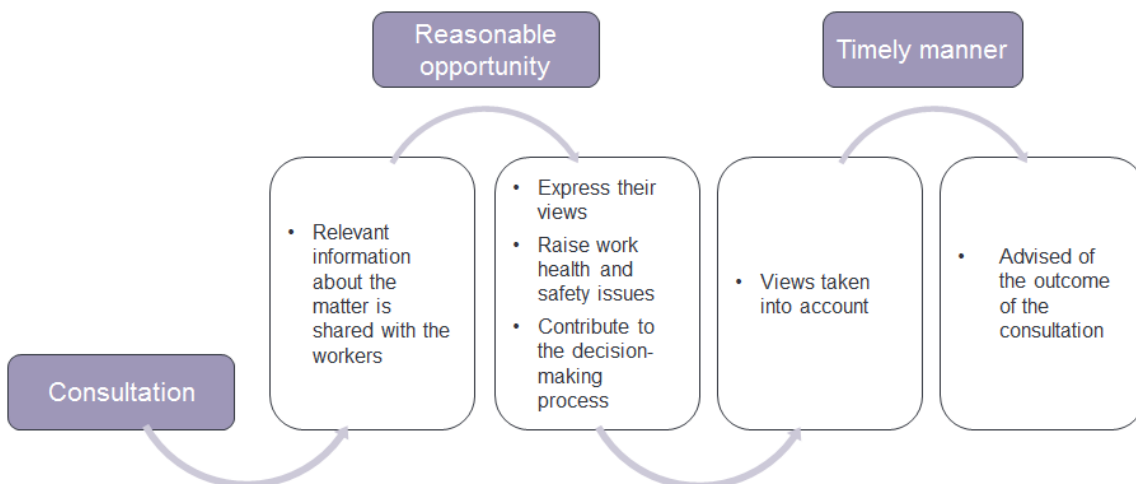 Reasonable
opportunity
Timely manner
Consultation
• Relevant
information
about the
matter is
shared with the
workers
• Express their
views
• Raise work
health and
safety issues
• Contribute to
the decision-
making
process
• Views taken
into account
• Advised of
the outcome
of the
consultation